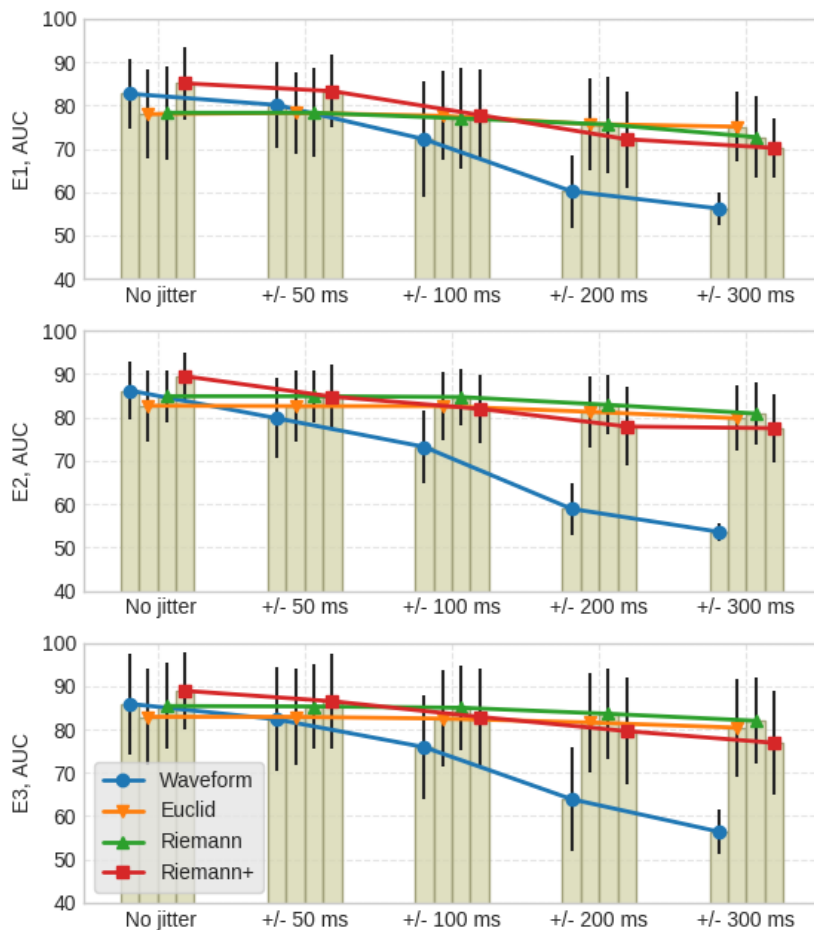 100
90
80
70
60
50
40
E1, AUC
No jitter +/- 50 ms +/- 100 ms +/- 200 ms +/- 300 ms
100
90
80
70
60
50
40
E2, AUC
No jitter +/- 50 ms +/- 100 ms +/- 200 ms +/- 300 ms
100
90
80
70
60
50
40
E3, AUC
Waveform
Euclid
Riemann
Riemann+
No jitter +/- 50 ms +/- 100 ms +/- 200 ms +/- 300 ms